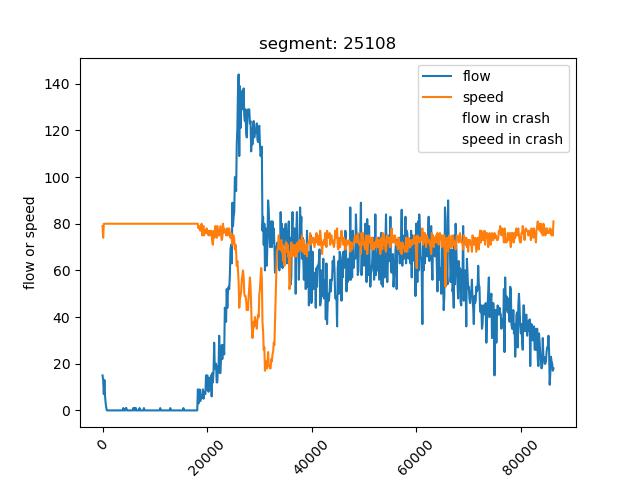 segment: 25108
flow
speed
flow in crash
speed in crash
flow or speed
140
120
100
80
60
40
20
0
0
20000
40000
60000
80000